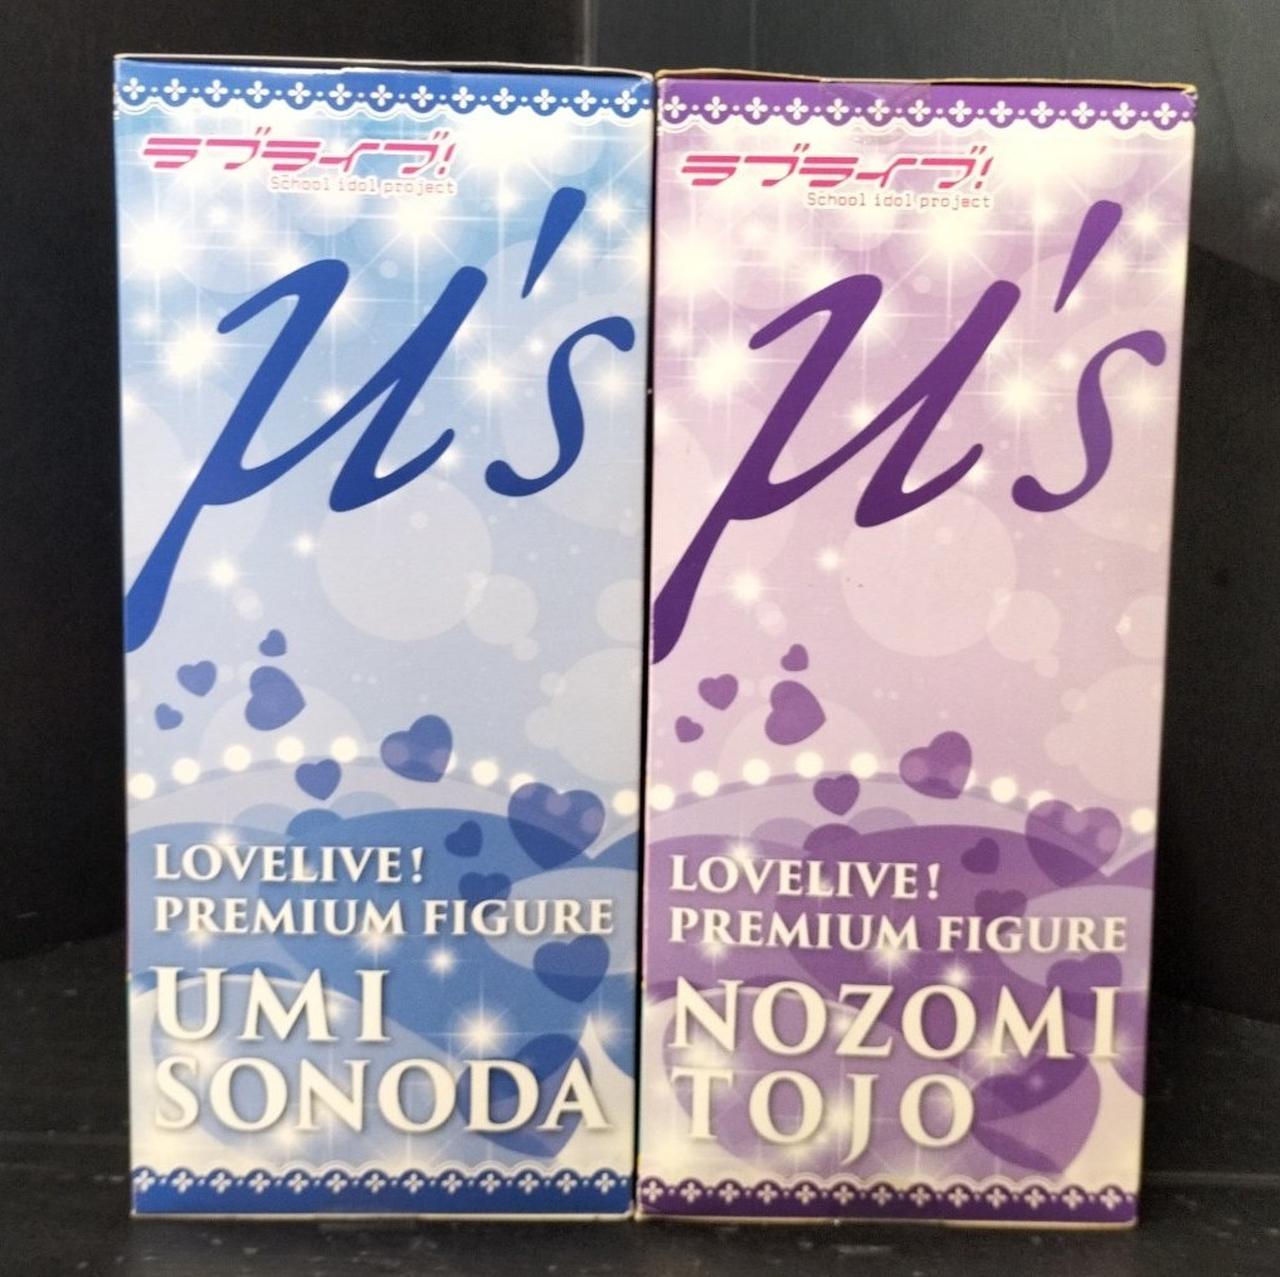 ラブライブ!
School idol project
μ's
LOVELIVE!
PREMIUM FIGURE
UMI
SONODA
ラブライブ!
School idol project
μ's
LOVELIVE!
PREMIUM FIGURE
NOZOMI
TOJO